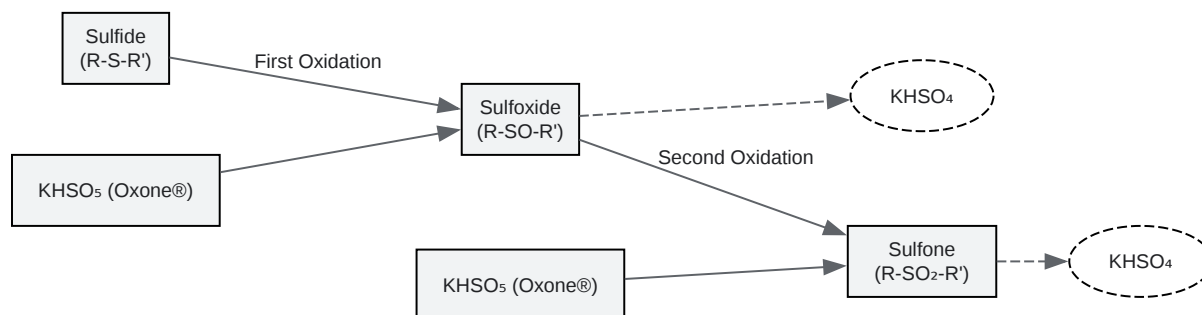 Sulfide
(R-S-R')
First Oxidation
KHSO₅ (Oxone®)
Sulfoxide
(R-SO-R')
KHSO₄
Second Oxidation
KHSO₅ (Oxone®)
Sulfone
(R-SO₂-R')
KHSO₄